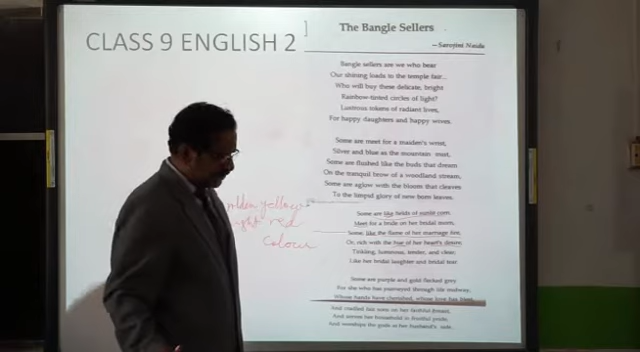 CLASS 9 ENGLISH 2
The Bangle Sellers
—Sarojini Naidu
Bangle sellers are we who bear
Our shining loads to the temple fair...
Who will buy these delicate, bright
Rainbow-tinted circles of light?
Lustrous tokens of radiant lives,
For happy daughters and happy wives.
Some are meet for a maiden's wrist,
Silver and blue as the mountain mist,
Some are flushed like the buds that dream
On the tranquil brow of a woodland stream,
Some are aglow with the bloom that cleaves
To the limpid glory of new born leaves.
Some are like fields of sunlit corn,
Meet for a bride on her bridal morn,
Some, like the flame of her marriage fire,
Or, rich with the hue of her heart's desire,
Tinkling, luminous, tender, and clear,
Like her bridal laughter and bridal tear.
yellow
red
colour
Some are purple and gold flecked grey
For she who has journeyed through life midway,
Whose hands have cherished, whose love has blest,
And cradled fair sons on her faithful breast,
And serves her household in fruitful pride,
And worships the gods at her husband's side.